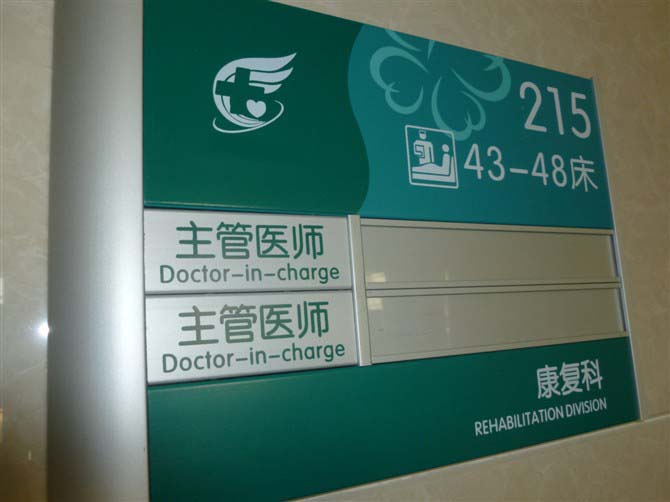 215
43-48床
主管医师
Doctor-in-charge
主管医师
Doctor-in-charge
康复科
REHABILITATION DIVISION